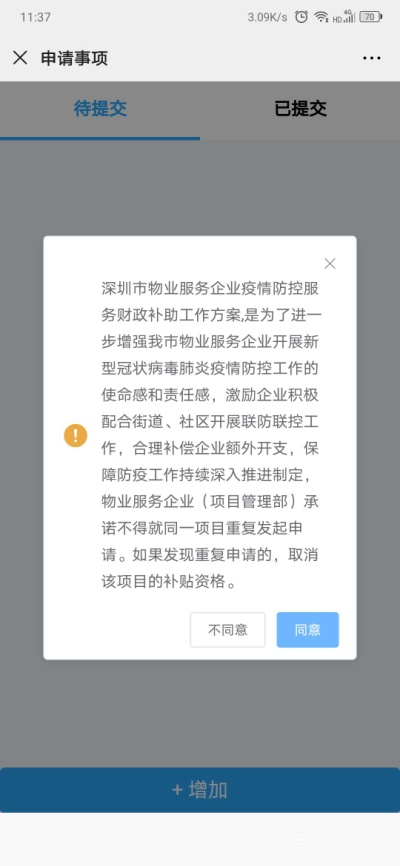 11:37
3.09K/s HD 4G 70
申请事项
待提交 已提交
深圳市物业服务企业疫情防控服
务财政补助工作方案,是为了进一
步增强我市物业服务企业开展新
型冠状病毒肺炎疫情防控工作的
使命感和责任感，激励企业积极
配合街道、社区开展联防联控工
作，合理补偿企业额外开支，保
障防疫工作持续深入推进制定，
物业服务企业（项目管理部）承
诺不得就同一项目重复发起申
请。如果发现重复申请的，取消
该项目的补贴资格。
不同意 同意
+ 增加